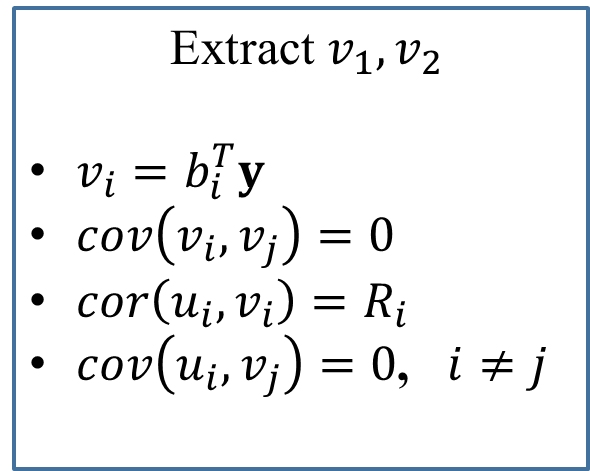 Extract v₁, v₂
• vᵢ = bᵢᵀ𝐲
• cov(vᵢ, vⱼ) = 0
• cor(uᵢ, vᵢ) = Rᵢ
• cov(uᵢ, vⱼ) = 0, i ≠ j